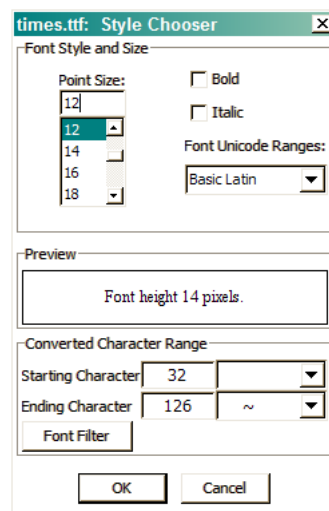 times.ttf: Style Chooser
Font Style and Size
Point Size:
12
12
14
16
18
Bold
Italic
Font Unicode Ranges:
Basic Latin
Preview
Font height 14 pixels.
Converted Character Range
Starting Character 32
Ending Character 126 ~
Font Filter
OK Cancel